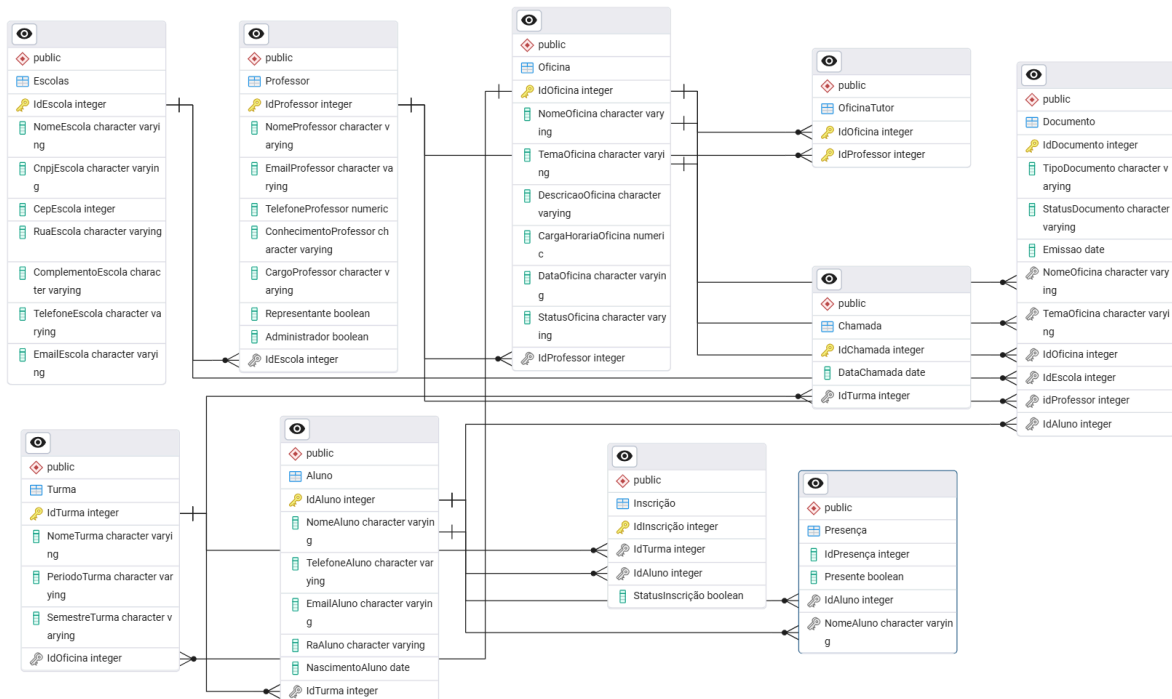 public
Escolas
IdEscola integer
NomeEscola character varyi
ng
CnpjEscola character varyin
g
CepEscola integer
RuaEscola character varying
ComplementoEscola charac
ter varying
TelefoneEscola character va
rying
EmailEscola character varyi
ng
public
Professor
IdProfessor integer
NomeProfessor character v
arying
EmailProfessor character va
rying
TelefoneProfessor numeric
ConhecimentoProfessor ch
aracter varying
CargoProfessor character v
arying
Representante boolean
Administrador boolean
IdEscola integer
public
Oficina
IdOficina integer
NomeOficina character vary
ing
TemaOficina character varyi
ng
DescricaoOficina character
varying
CargaHorariaOficina numeri
c
DataOficina character varyin
g
StatusOficina character vary
ing
IdProfessor integer
public
OficinaTutor
IdOficina integer
IdProfessor integer
public
Documento
IdDocumento integer
TipoDocumento character v
arying
StatusDocumento character
varying
Emissao date
NomeOficina character vary
ing
TemaOficina character varyi
ng
IdOficina integer
IdEscola integer
idProfessor integer
IdAluno integer
public
Chamada
IdChamada integer
DataChamada date
IdTurma integer
public
Turma
IdTurma integer
NomeTurma character varyi
ng
PeriodoTurma character var
ying
SemestreTurma character v
arying
IdOficina integer
public
Aluno
IdAluno integer
NomeAluno character varyin
g
TelefoneAluno character var
ying
EmailAluno character varyin
g
RaAluno character varying
NascimentoAluno date
IdTurma integer
public
Inscrição
IdInscrição integer
IdTurma integer
IdAluno integer
StatusInscrição boolean
public
Presença
IdPresença integer
Presente boolean
IdAluno integer
NomeAluno character varyin
g